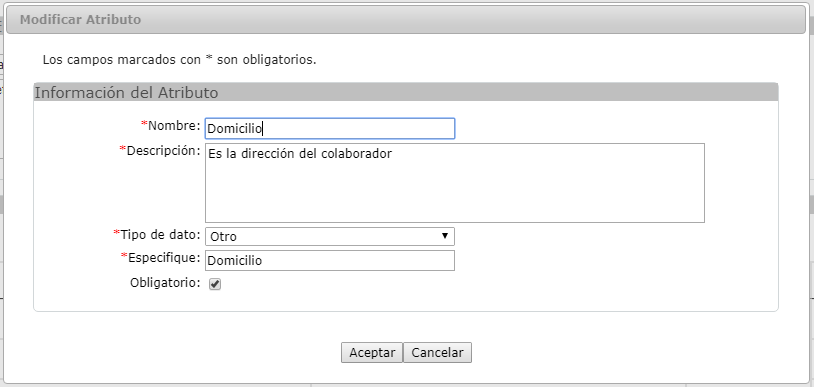 Modificar Atributo
Los campos marcados con * son obligatorios.
Información del Atributo
*Nombre: Domicilio
*Descripción: Es la dirección del colaborador
*Tipo de dato: Otro
*Especifique: Domicilio
Obligatorio:
Aceptar Cancelar